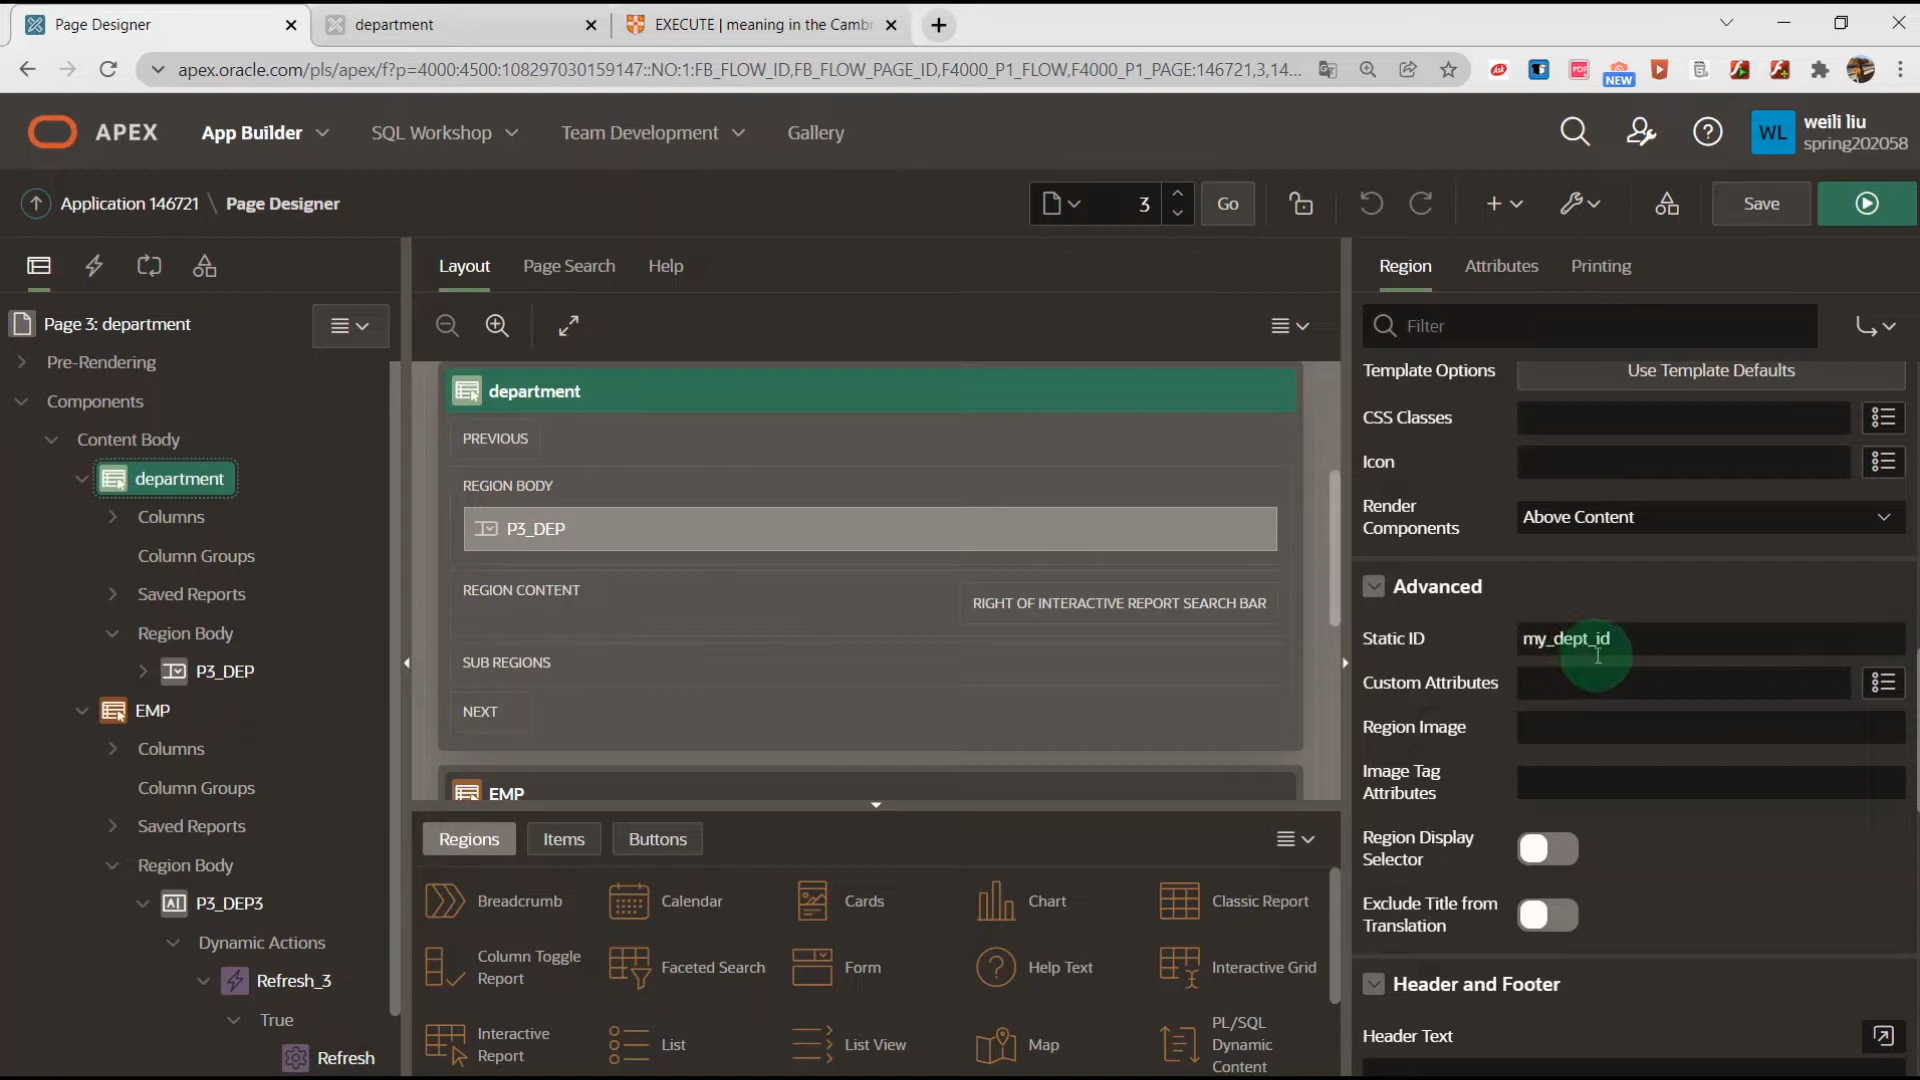 Page Designer
department
EXECUTE | meaning in the Cambr
apex.oracle.com/pls/apex/f?p=4000:4500:108297030159147::NO:1:FB_FLOW_ID,FB_FLOW_PAGE_ID,F4000_P1_FLOW,F4000_P1_PAGE:146721,3,14...
NEW
APEX
App Builder
SQL Workshop
Team Development
Gallery
WL
weili liu
spring202058
Application 146721 \ Page Designer
3
Go
Save
Page 3: department
Pre-Rendering
Components
Content Body
department
Columns
Column Groups
Saved Reports
Region Body
P3_DEP
EMP
Columns
Column Groups
Saved Reports
Region Body
P3_DEP3
Dynamic Actions
Refresh_3
True
Refresh
Layout
Page Search
Help
department
PREVIOUS
REGION BODY
P3_DEP
REGION CONTENT
RIGHT OF INTERACTIVE REPORT SEARCH BAR
SUB REGIONS
NEXT
EMP
Regions
Items
Buttons
Breadcrumb
Calendar
Cards
Chart
Classic Report
Column Toggle
Report
Faceted Search
Form
Help Text
Interactive Grid
Interactive
Report
List
List View
Map
PL/SQL
Dynamic
Content
Region
Attributes
Printing
Filter
Template Options
Use Template Defaults
CSS Classes
Icon
Render
Components
Above Content
Advanced
Static ID
my_dept_id
Custom Attributes
Region Image
Image Tag
Attributes
Region Display
Selector
Exclude Title from
Translation
Header and Footer
Header Text